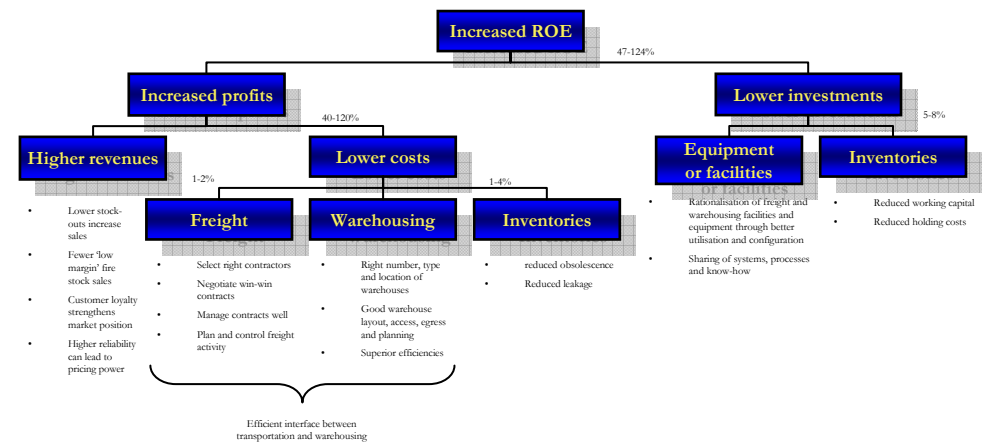 Increased ROE
47-124%
Increased profits
Lower investments
40-120%
5-8%
Higher revenues
Lower costs
Equipment
or facilities
Inventories
1-2%
1-4%
Freight
Warehousing
Inventories
• Lower stock-
outs increase
sales
• Fewer 'low
margin' fire
stock sales
• Customer loyalty
strengthens
market position
• Higher reliability
can lead to
pricing power
• Select right contractors
• Negotiate win-win
contracts
• Manage contracts well
• Plan and control freight
activity
• Right number, type
and location of
warehouses
• Good warehouse
layout, access, egress
and planning
• Superior efficiencies
• reduced obsolescence
• Reduced leakage
• Rationalisation of freight and
warehousing facilities and
equipment through better
utilisation and configuration
• Sharing of systems, processes
and know-how
• Reduced working capital
• Reduced holding costs
Efficient interface between
transportation and warehousing